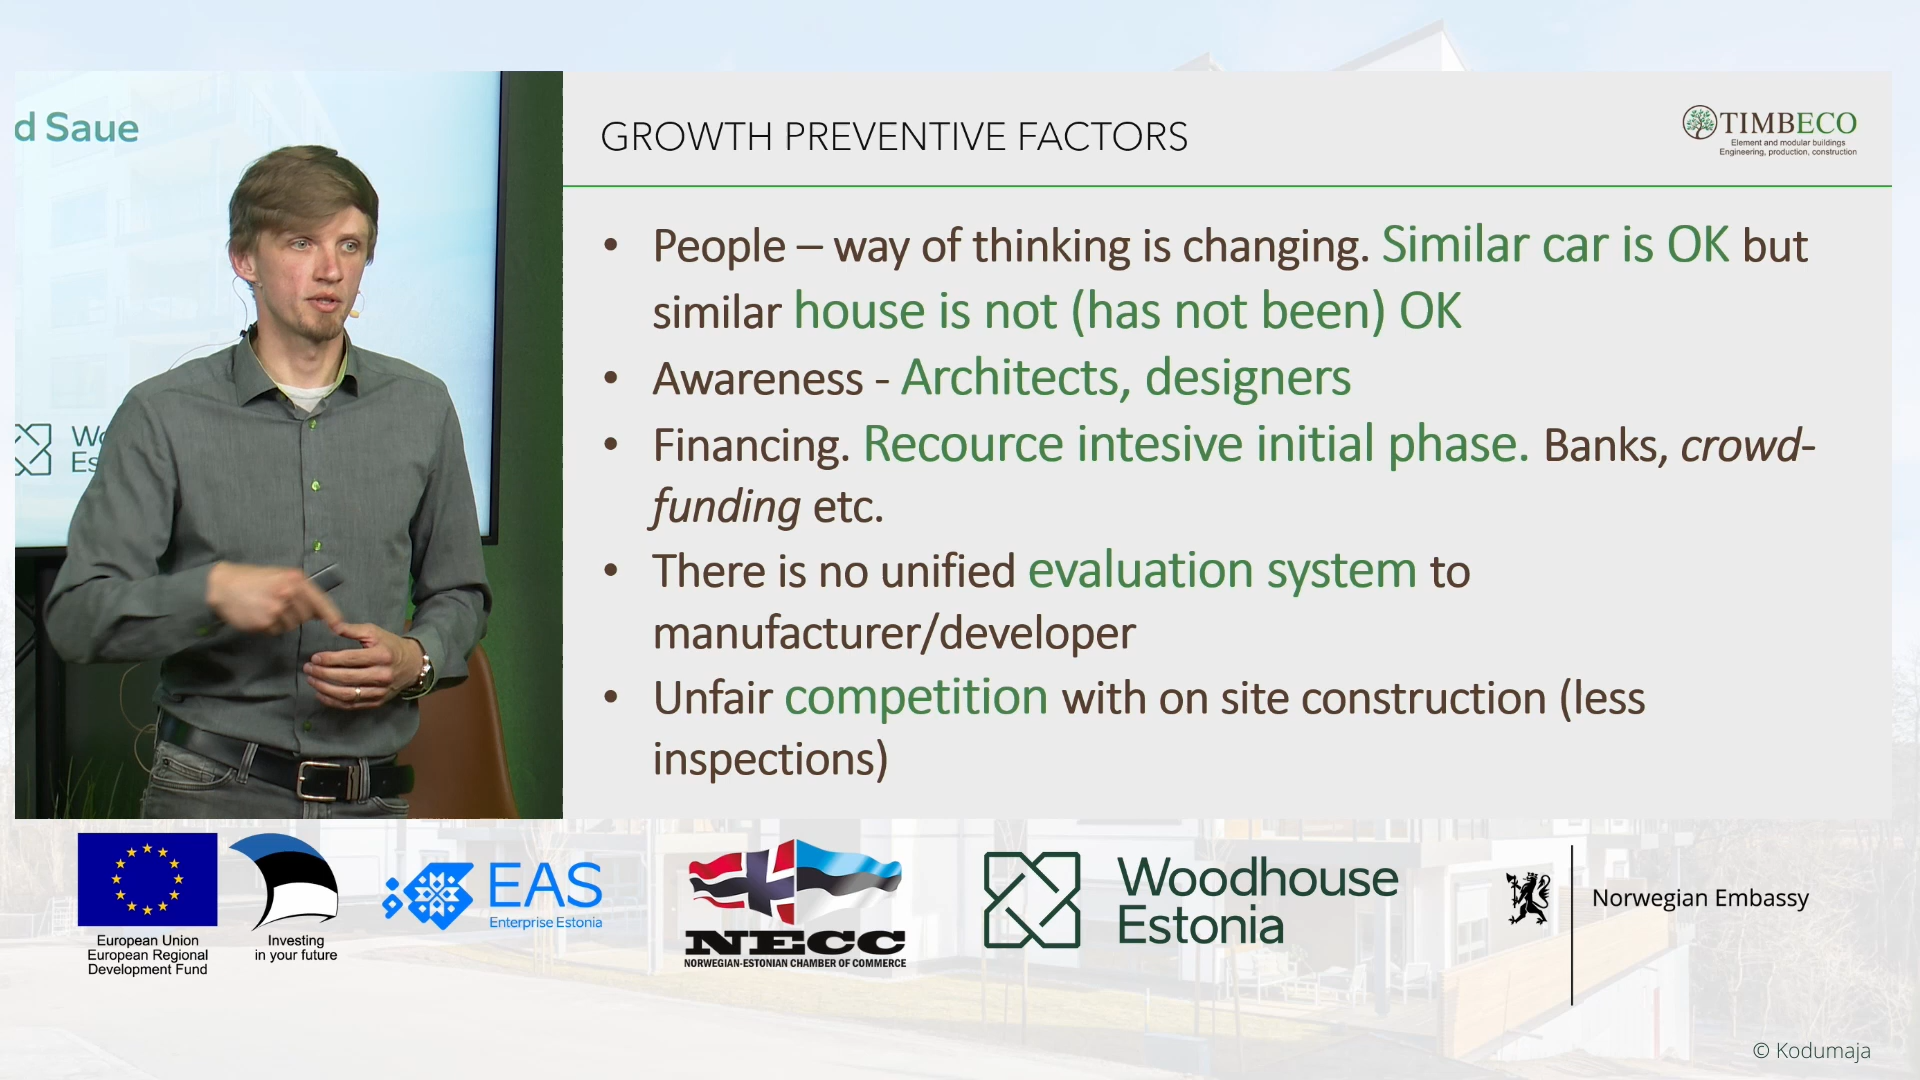 d Saue
Wo
Es
GROWTH PREVENTIVE FACTORS
TIMBECO
Element and modular buildings
Engineering, production, construction
• People – way of thinking is changing. Similar car is OK but
similar house is not (has not been) OK
• Awareness - Architects, designers
• Financing. Recource intesive initial phase. Banks, crowd-
funding etc.
• There is no unified evaluation system to
manufacturer/developer
• Unfair competition with on site construction (less
inspections)
European Union
European Regional
Development Fund
Investing
in your future
EAS
Enterprise Estonia
NECC
NORWEGIAN-ESTONIAN CHAMBER OF COMMERCE
Woodhouse
Estonia
Norwegian Embassy
© Kodumaja